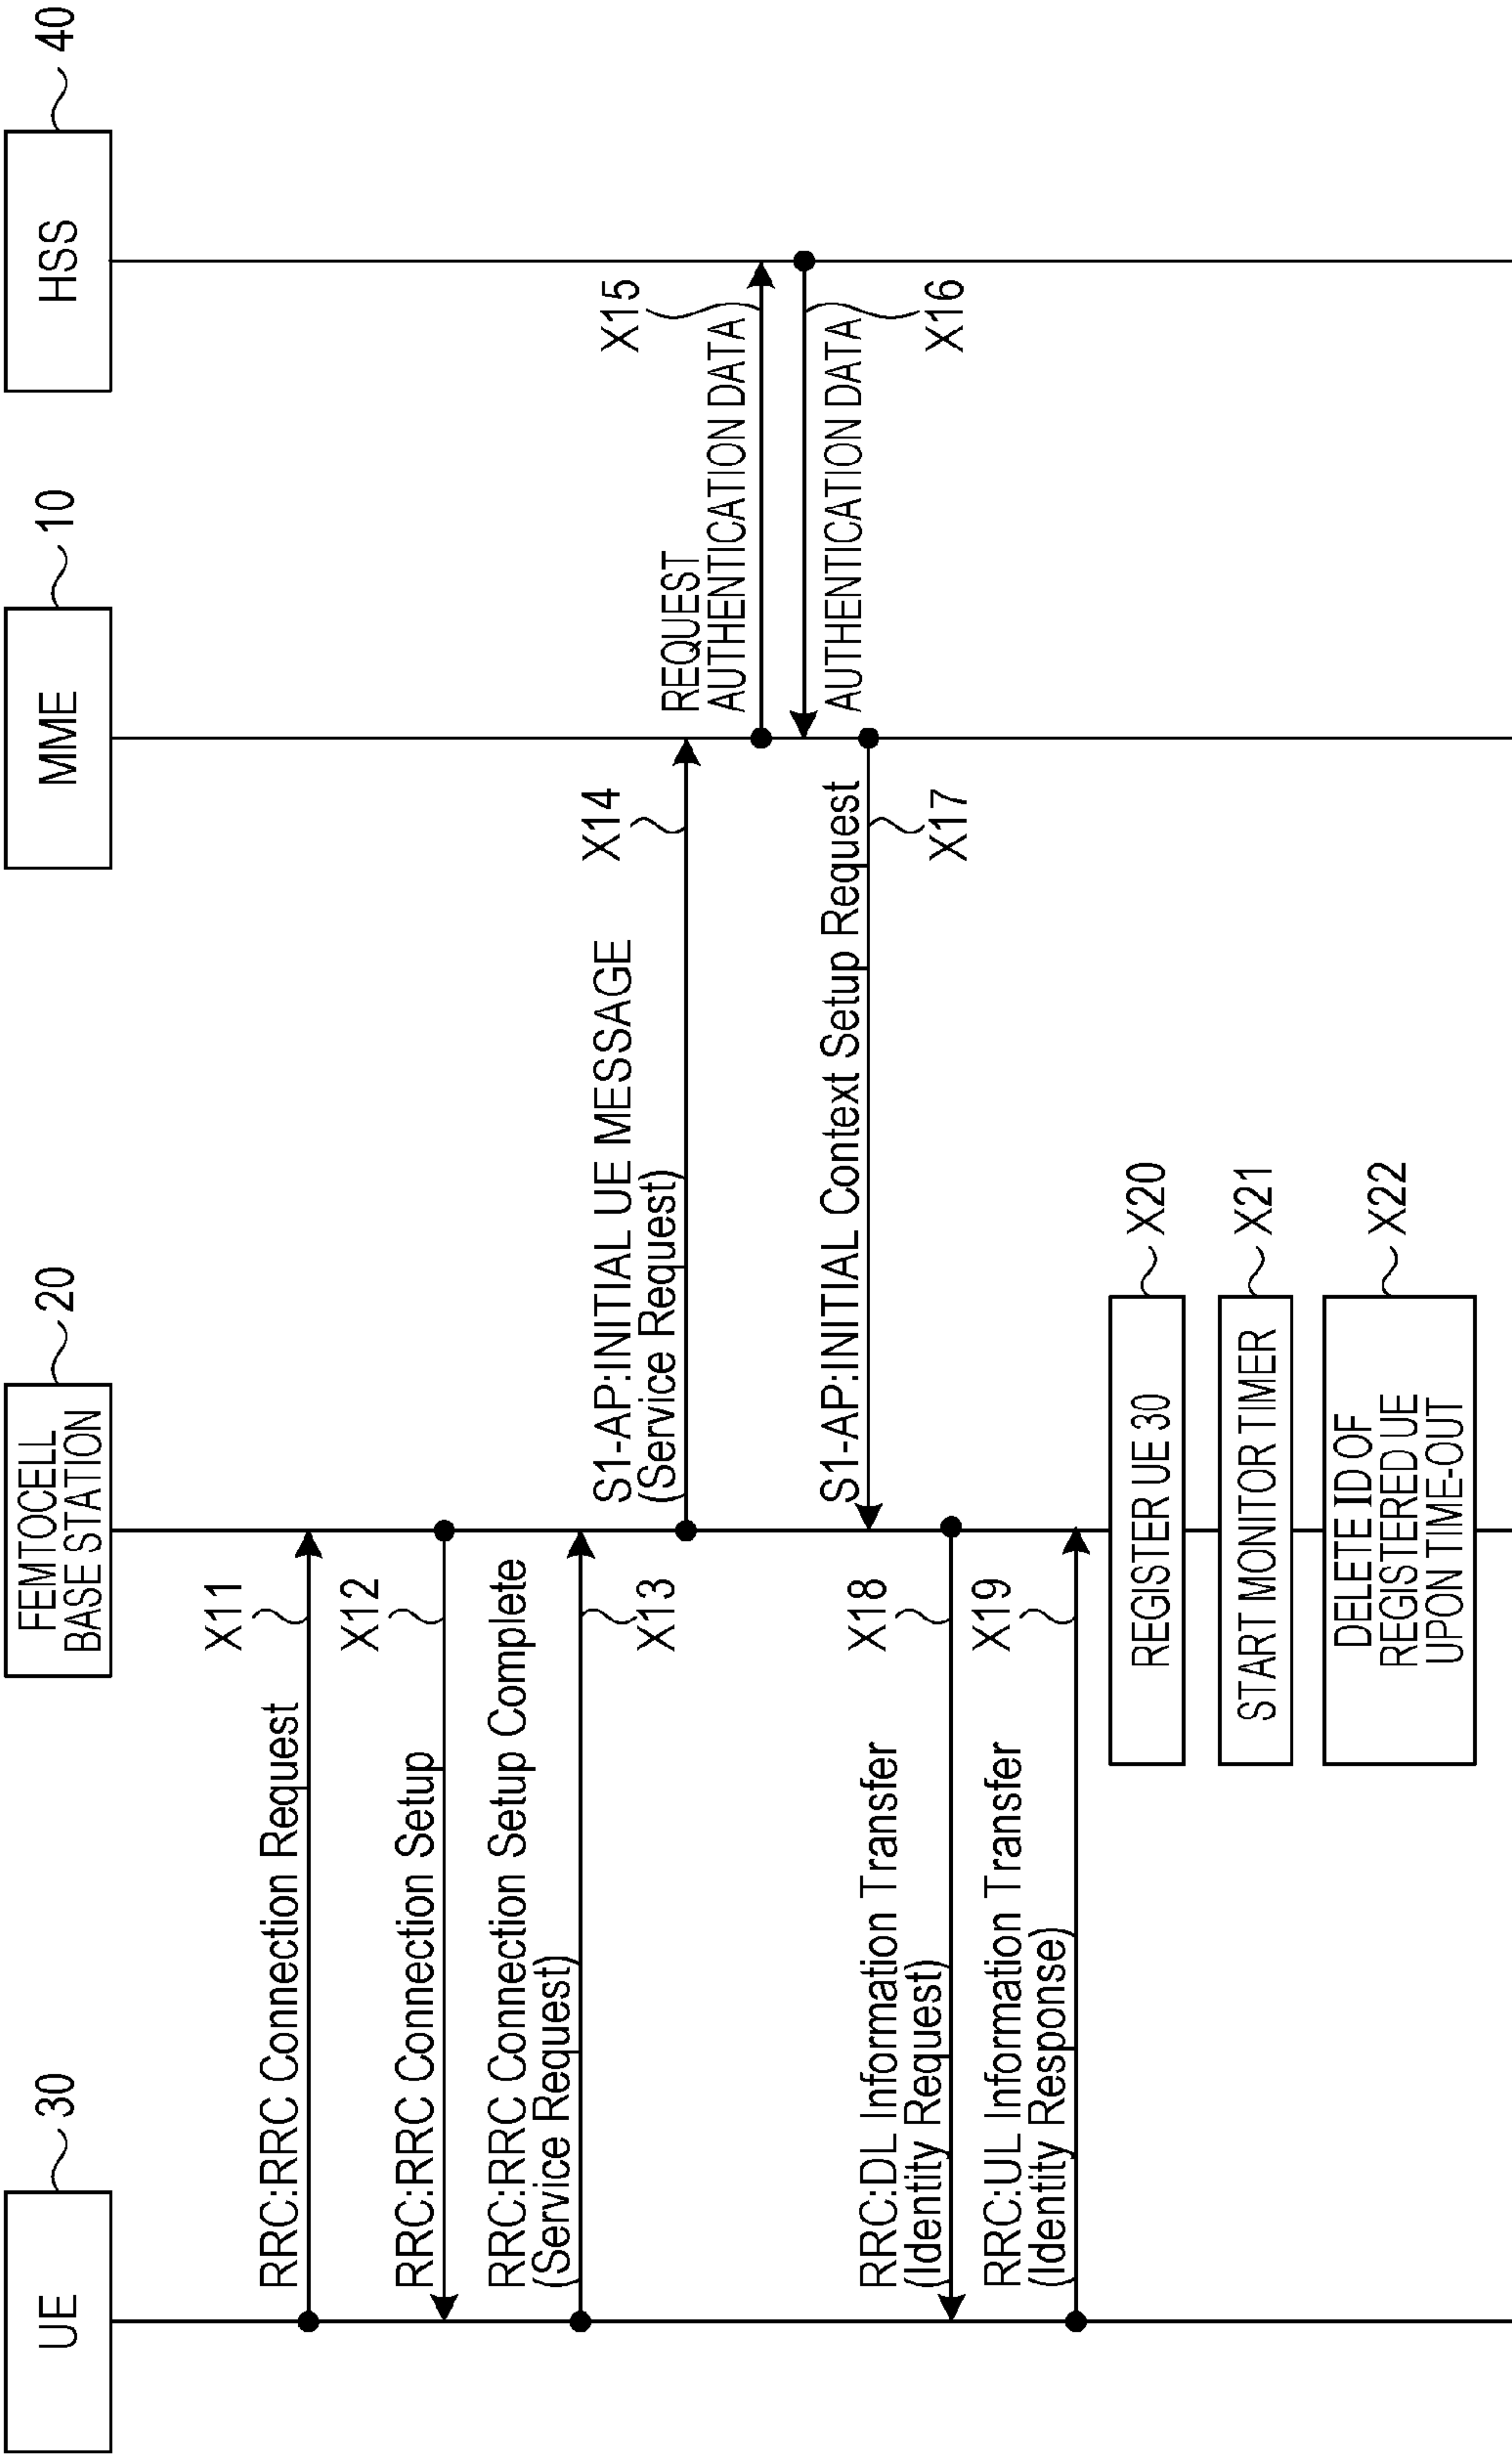 UE
30
FEMTOCELL
BASE STATION
20
MME
10
HSS
40
RRC:RRC Connection Request
X11
RRC:RRC Connection Setup
X12
RRC:RRC Connection Setup Complete
(Service Request)
X13
S1-AP:INITIAL UE MESSAGE
(Service Request)
X14
REQUEST
AUTHENTICATION DATA
X15
AUTHENTICATION DATA
X16
S1-AP:INITIAL Context Setup Request
X17
RRC:DL Information Transfer
(Identity Request)
X18
RRC:UL Information Transfer
(Identity Response)
X19
REGISTER UE 30
X20
START MONITOR TIMER
X21
DELETE ID OF
REGISTERED UE
UPON TIME-OUT
X22